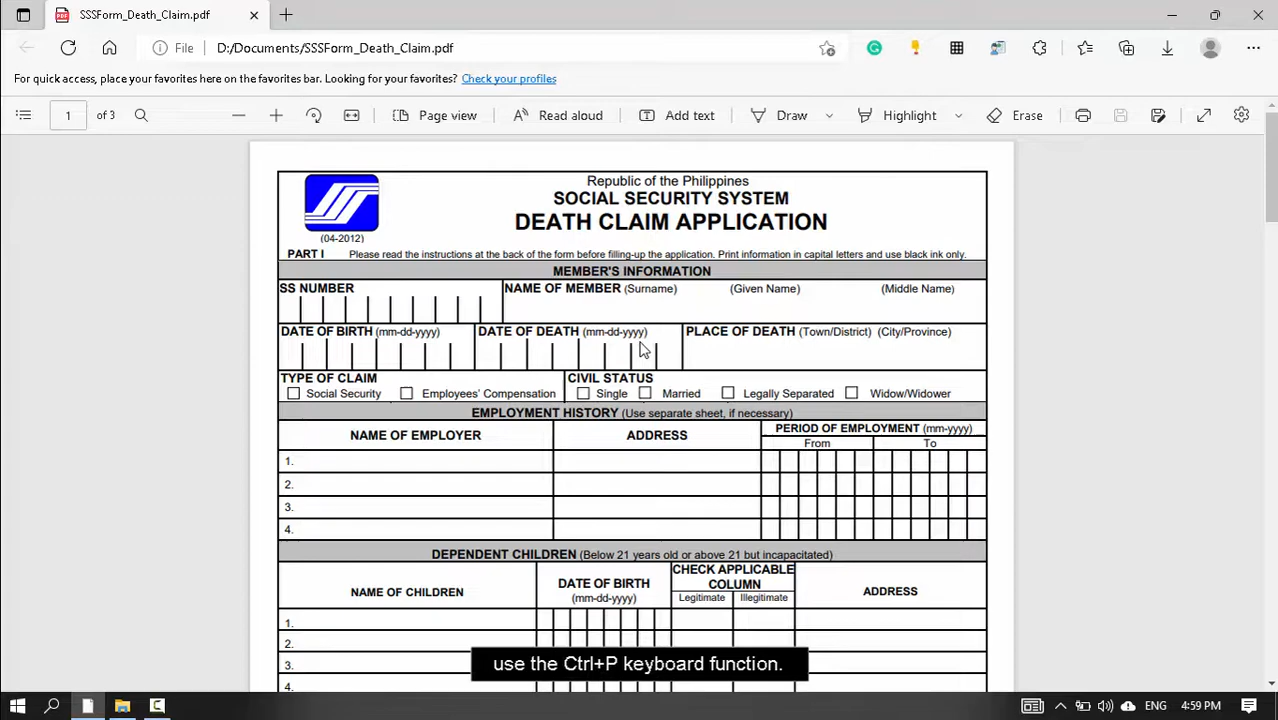 SSSForm_Death_Claim.pdf
File D:/Documents/SSSForm_Death_Claim.pdf
For quick access, place your favorites here on the favorites bar. Looking for your favorites? Check your profiles
1 of 3 Page view Read aloud Add text Draw Highlight Erase
Republic of the Philippines
SOCIAL SECURITY SYSTEM
DEATH CLAIM APPLICATION
(04-2012)
PART I Please read the instructions at the back of the form before filling-up the application. Print information in capital letters and use black ink only.
MEMBER'S INFORMATION
SS NUMBER NAME OF MEMBER (Surname) (Given Name) (Middle Name)
DATE OF BIRTH (mm-dd-yyyy) DATE OF DEATH (mm-dd-yyyy) PLACE OF DEATH (Town/District) (City/Province)
TYPE OF CLAIM CIVIL STATUS
Social Security Employees' Compensation Single Married Legally Separated Widow/Widower
EMPLOYMENT HISTORY (Use separate sheet, if necessary)
NAME OF EMPLOYER ADDRESS PERIOD OF EMPLOYMENT (mm-yyyy)
From To
1.
2.
3.
4.
DEPENDENT CHILDREN (Below 21 years old or above 21 but incapacitated)
NAME OF CHILDREN DATE OF BIRTH (mm-dd-yyyy) CHECK APPLICABLE COLUMN ADDRESS
Legitimate Illegitimate
1.
2.
3.
4.
use the Ctrl+P keyboard function.
ENG 4:59 PM